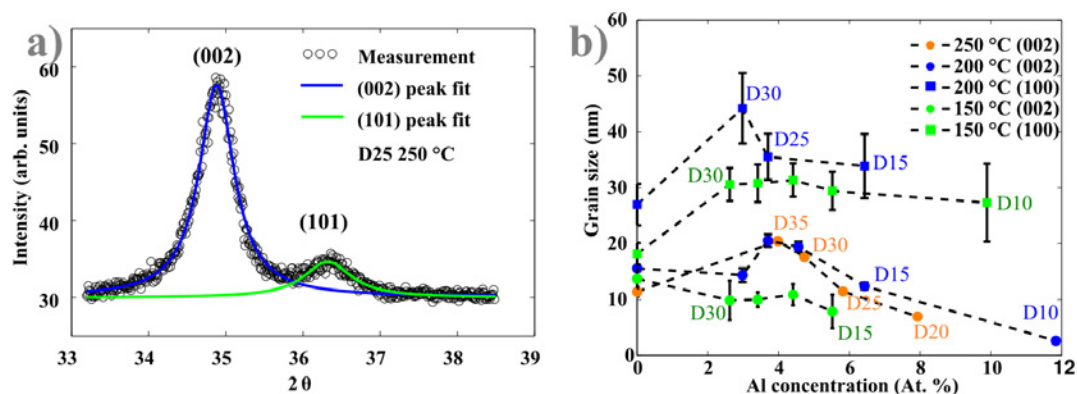 a)
(002)
Measurement
(002) peak fit
(101) peak fit
D25 250 °C
(101)
Intensity (arb. units)
60
50
40
30
33
34
35
36
37
38
39
2 θ
b)
250 °C (002)
200 °C (002)
200 °C (100)
150 °C (002)
150 °C (100)
Grain size (nm)
60
50
40
30
20
10
0
D30
D25
D15
D30
D10
D35
D30
D15
D25
D20
D10
D30
D15
0
2
4
6
8
10
12
Al concentration (At. %)